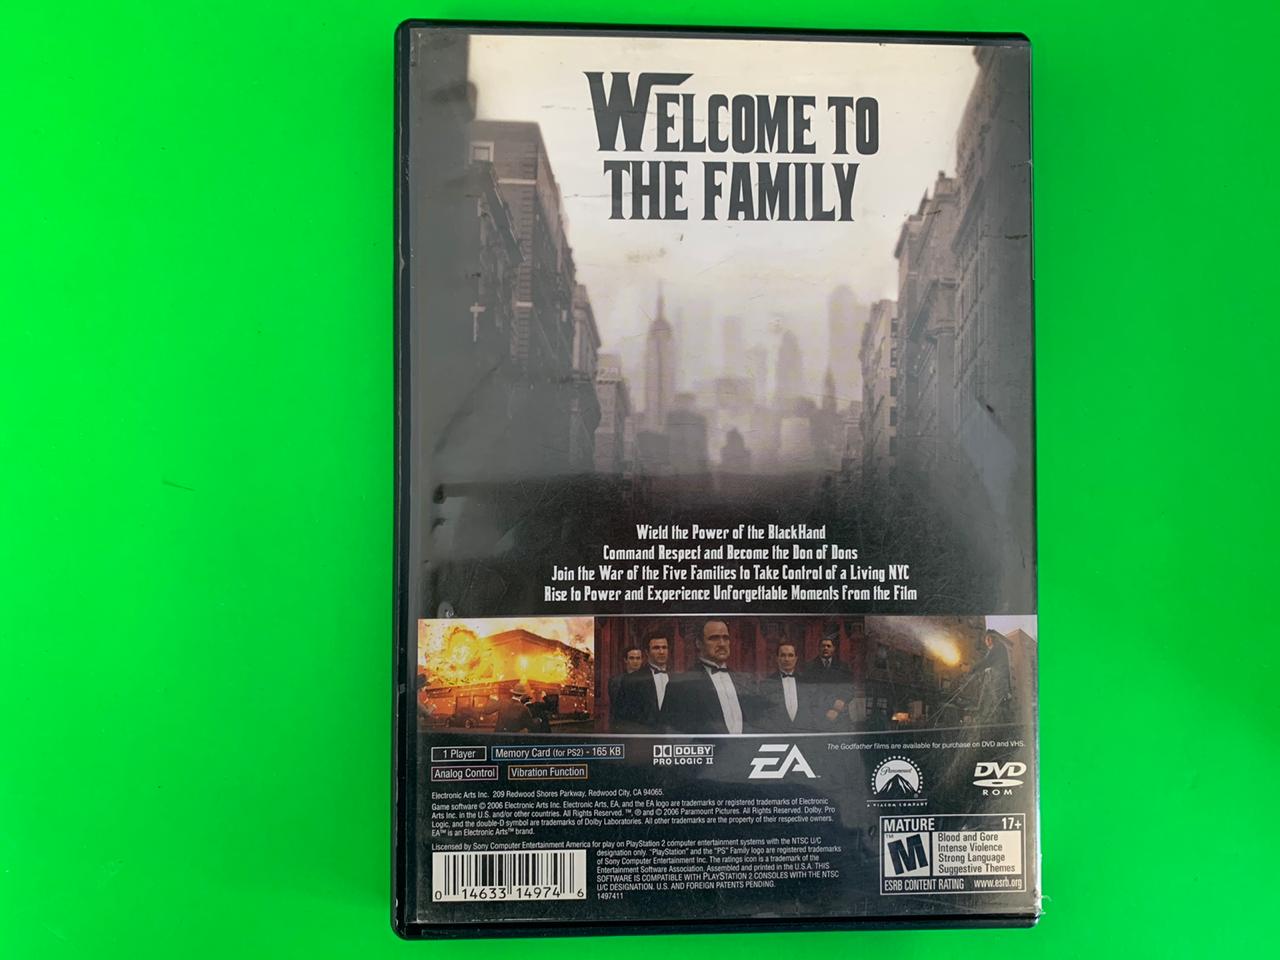 WELCOME TO
THE FAMILY
Wield the Power of the BlackHand
Command Respect and Become the Don of Dons
Join the War of the Five Families to Take Control of a Living NYC
Rise to Power and Experience Unforgettable Moments From the Film
1 Player
Memory Card (for PS2) - 165 KB
Analog Control
Vibration Function
DOLBY
PRO LOGIC II
EA™
The Godfather films are available for purchase on DVD and VHS.
Paramount
A VIACOM COMPANY
DVD
ROM
Electronic Arts Inc. 209 Redwood Shores Parkway, Redwood City, CA 94065.
Game software © 2006 Electronic Arts Inc. Electronic Arts, EA, and the EA logo are trademarks or registered trademarks of Electronic
Arts Inc. in the U.S. and/or other countries. All Rights Reserved. ™, ® and © 2006 Paramount Pictures. All Rights Reserved. Dolby, Pro
Logic, and the double-D symbol are trademarks of Dolby Laboratories. All other trademarks are the property of their respective owners.
EA™ is an Electronic Arts™ brand.
Licensed by Sony Computer Entertainment America for play on PlayStation 2 computer entertainment systems with the NTSC U/C
designation only. "PlayStation" and the "PS" Family logo are registered trademarks
of Sony Computer Entertainment Inc. The ratings icon is a trademark of the
Entertainment Software Association. Assembled and printed in the U.S.A. THIS
SOFTWARE IS COMPATIBLE WITH PLAYSTATION 2 CONSOLES WITH THE NTSC
U/C DESIGNATION. U.S. AND FOREIGN PATENTS PENDING.
1497411
0 14633 14974 6
MATURE 17+
M
Blood and Gore
Intense Violence
Strong Language
Suggestive Themes
ESRB CONTENT RATING www.esrb.org